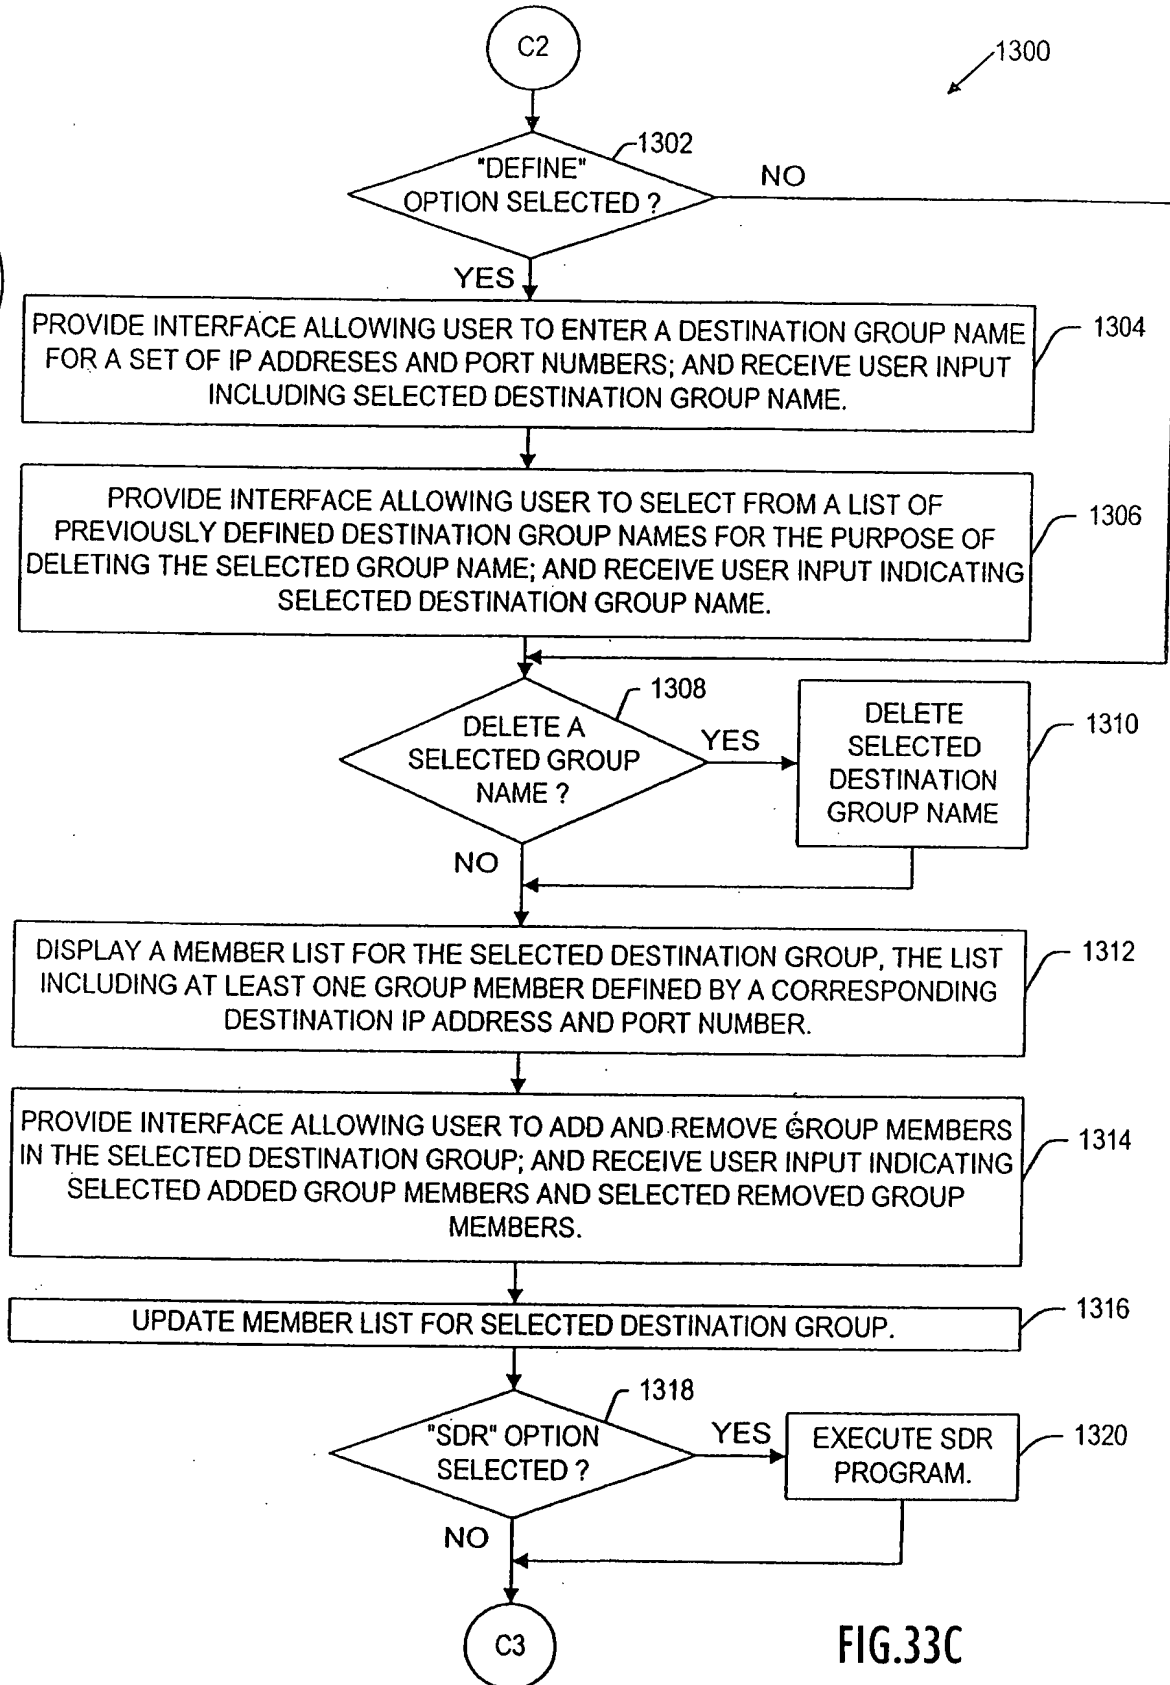 C2
1300
1302
"DEFINE"
OPTION SELECTED ?
NO
YES
PROVIDE INTERFACE ALLOWING USER TO ENTER A DESTINATION GROUP NAME
FOR A SET OF IP ADDRESES AND PORT NUMBERS; AND RECEIVE USER INPUT
INCLUDING SELECTED DESTINATION GROUP NAME.
1304
PROVIDE INTERFACE ALLOWING USER TO SELECT FROM A LIST OF
PREVIOUSLY DEFINED DESTINATION GROUP NAMES FOR THE PURPOSE OF
DELETING THE SELECTED GROUP NAME; AND RECEIVE USER INPUT INDICATING
SELECTED DESTINATION GROUP NAME.
1306
1308
DELETE A
SELECTED GROUP
NAME ?
YES
DELETE
SELECTED
DESTINATION
GROUP NAME
1310
NO
DISPLAY A MEMBER LIST FOR THE SELECTED DESTINATION GROUP, THE LIST
INCLUDING AT LEAST ONE GROUP MEMBER DEFINED BY A CORRESPONDING
DESTINATION IP ADDRESS AND PORT NUMBER.
1312
PROVIDE INTERFACE ALLOWING USER TO ADD AND REMOVE GROUP MEMBERS
IN THE SELECTED DESTINATION GROUP; AND RECEIVE USER INPUT INDICATING
SELECTED ADDED GROUP MEMBERS AND SELECTED REMOVED GROUP
MEMBERS.
1314
UPDATE MEMBER LIST FOR SELECTED DESTINATION GROUP.
1316
1318
"SDR" OPTION
SELECTED ?
YES
EXECUTE SDR
PROGRAM.
1320
NO
C3
FIG.33C